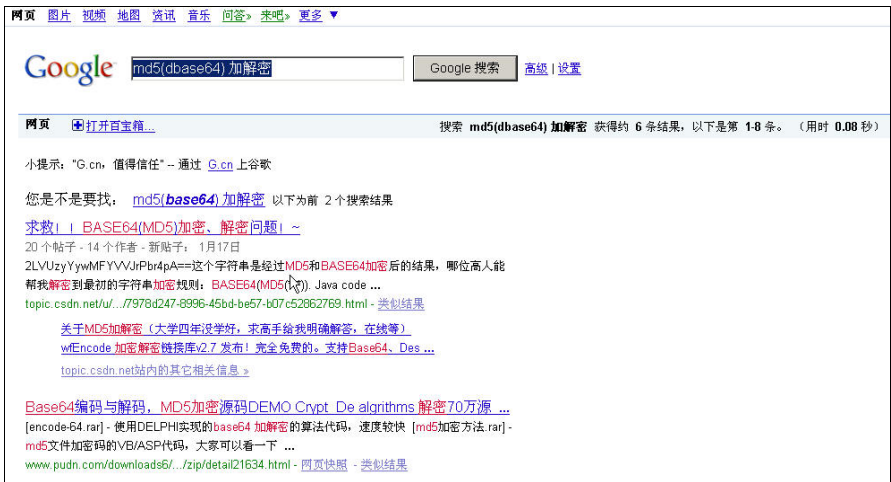 网页 图片 视频 地图 资讯 音乐 问答» 来吧» 更多 ▼
Google md5(dbase64) 加解密 Google 搜索 高级 | 设置
网页 打开百宝箱... 搜索 md5(dbase64) 加解密 获得约 6 条结果,以下是第 1-8 条。 (用时 0.08 秒)
小提示:"G.cn,值得信任" -- 通过 G.cn 上谷歌
您是不是要找: md5(base64) 加解密 以下为前 2 个搜索结果
求救!! BASE64(MD5)加密、解密问题! ~
20 个帖子 - 14 个作者 - 新贴子: 1月17日
这个字符串是经过MD5和BASE64加密后的结果,哪位高人能
帮我解密到最初的字符串加密规则:BASE64(MD5()). Java code ...
topic.csdn.net/u/.../7978d247-8996-45bd-be57-b07c52862769.html - 类似结果
关于MD5加解密(大学四年没学好,求高手给我明确解答,在线等)
wfEncode 加密解密链接库v2.7 发布!完全免费的。支持Base64、Des ...
topic.csdn.net站内的其它相关信息 »
Base64编码与解码,MD5加密源码DEMO Crypt_De algrithms 解密70万源 ...
[encode-64.rar] - 使用DELPHI实现的base64 加解密的算法代码,速度较快 [md5加密方法.rar] -
md5文件加密码的VB/ASP代码,大家可以看一下 ...
www.pudn.com/downloads6/.../zip/detail21634.html - 网页快照 - 类似结果